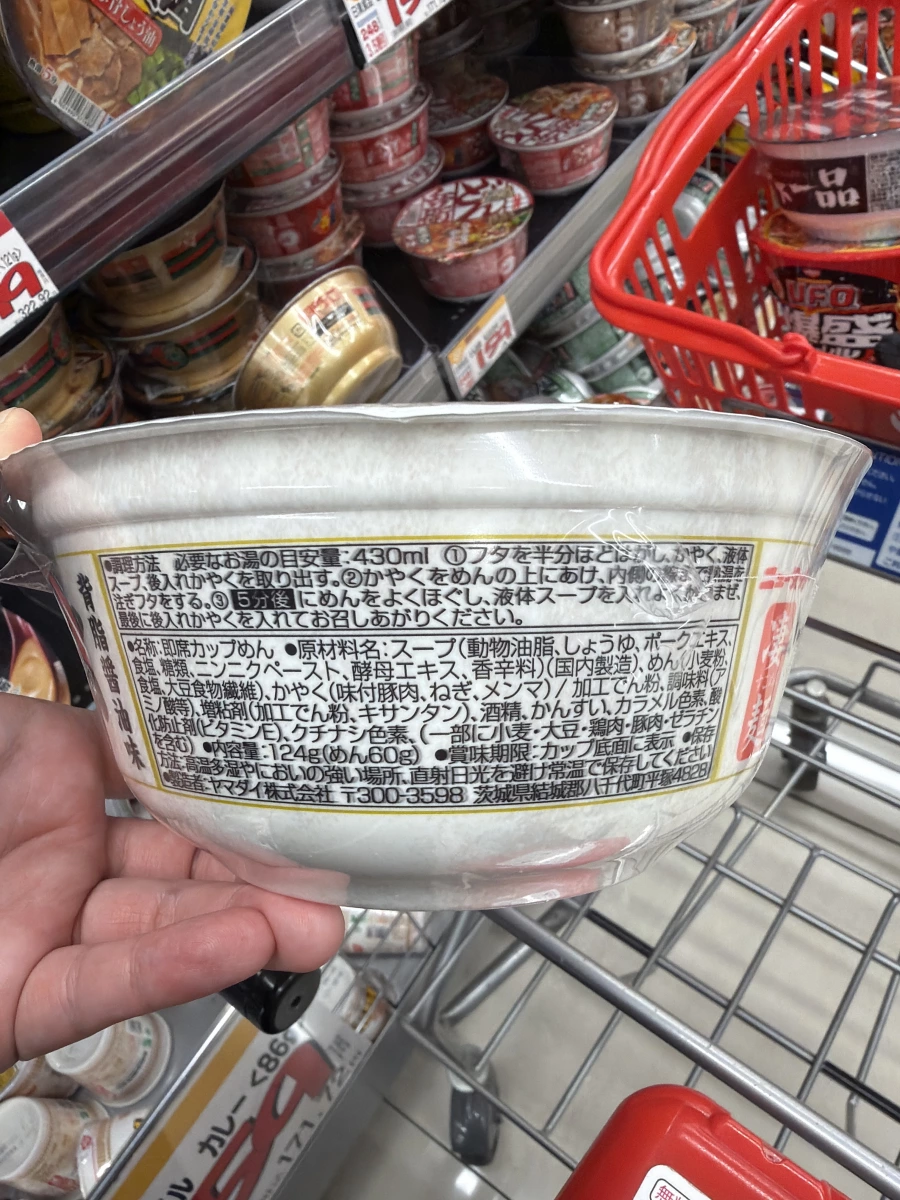 198
一品
UFO
爆盛
背脂醤油味
●調理方法 必要なお湯の目安量:430ml ①フタを半分ほどはがし、かやく、液体
スープ、後入れかやくを取り出す。②かやくをめんの上にあけ、内側の線まで熱湯を
注ぎフタをする。③5分後にめんをよくほぐし、液体スープを入れよくかきまぜ、
最後に後入れかやくを入れてお召しあがりください。
●名称:即席カップめん ●原材料名:スープ(動物油脂、しょうゆ、ポークエキス、
食塩、糖類、ニンニクペースト、酵母エキス、香辛料)(国内製造)、めん(小麦粉、
食塩、大豆食物繊維)、かやく(味付豚肉、ねぎ、メンマ)/加工でん粉、調味料(ア
ミノ酸等)、増粘剤(加工でん粉、キサンタン)、酒精、かんすい、カラメル色素、酸
化防止剤(ビタミンE)、クチナシ色素、(一部に小麦・大豆・鶏肉・豚肉・ゼラチン
を含む) ●内容量:124g(めん60g) ●賞味期限:カップ底面に表示 ●保存
方法:高温多湿やにおいの強い場所、直射日光を避け常温で保存してください
●製造者:ヤマダイ株式会社 〒300-3598 茨城県結城郡八千代町平塚4828
カレー<86g
171.72